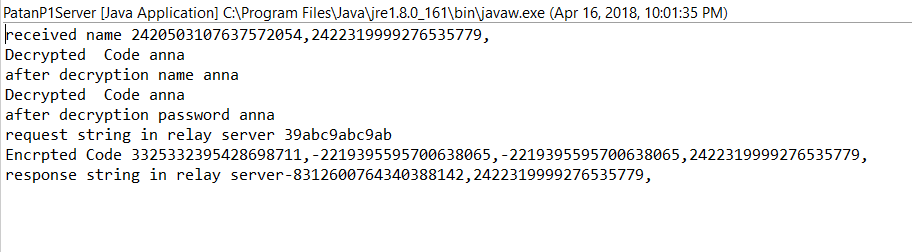 PatanP1Server [Java Application] C:\Program Files\Java\jre1.8.0_161\bin\javaw.exe (Apr 16, 2018, 10:01:35 PM)
received name 2420503107637572054,2422319999276535779,
Decrypted  Code anna
after decryption name anna
Decrypted  Code anna
after decryption password anna
request string in relay server 39abc9abc9ab
Encrpted Code 3325332395428698711,-2219395595700638065,-2219395595700638065,2422319999276535779,
response string in relay server-8312600764340388142,2422319999276535779,